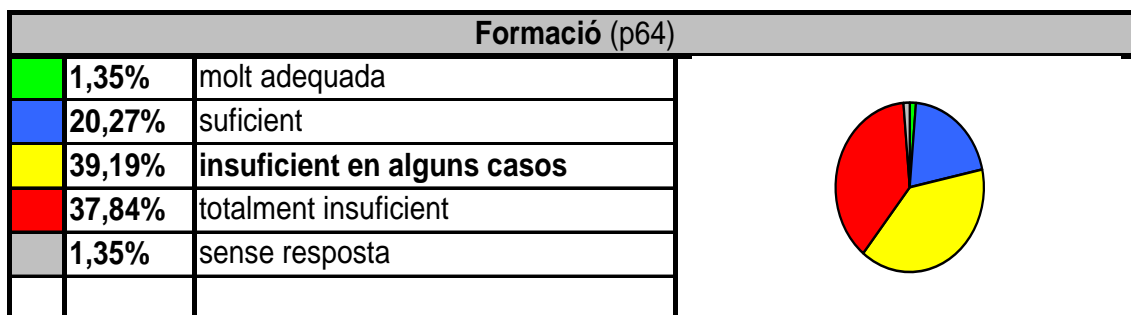 Formació (p64)
1,35% molt adequada
20,27% suficient
39,19% insuficient en alguns casos
37,84% totalment insuficient
1,35% sense resposta